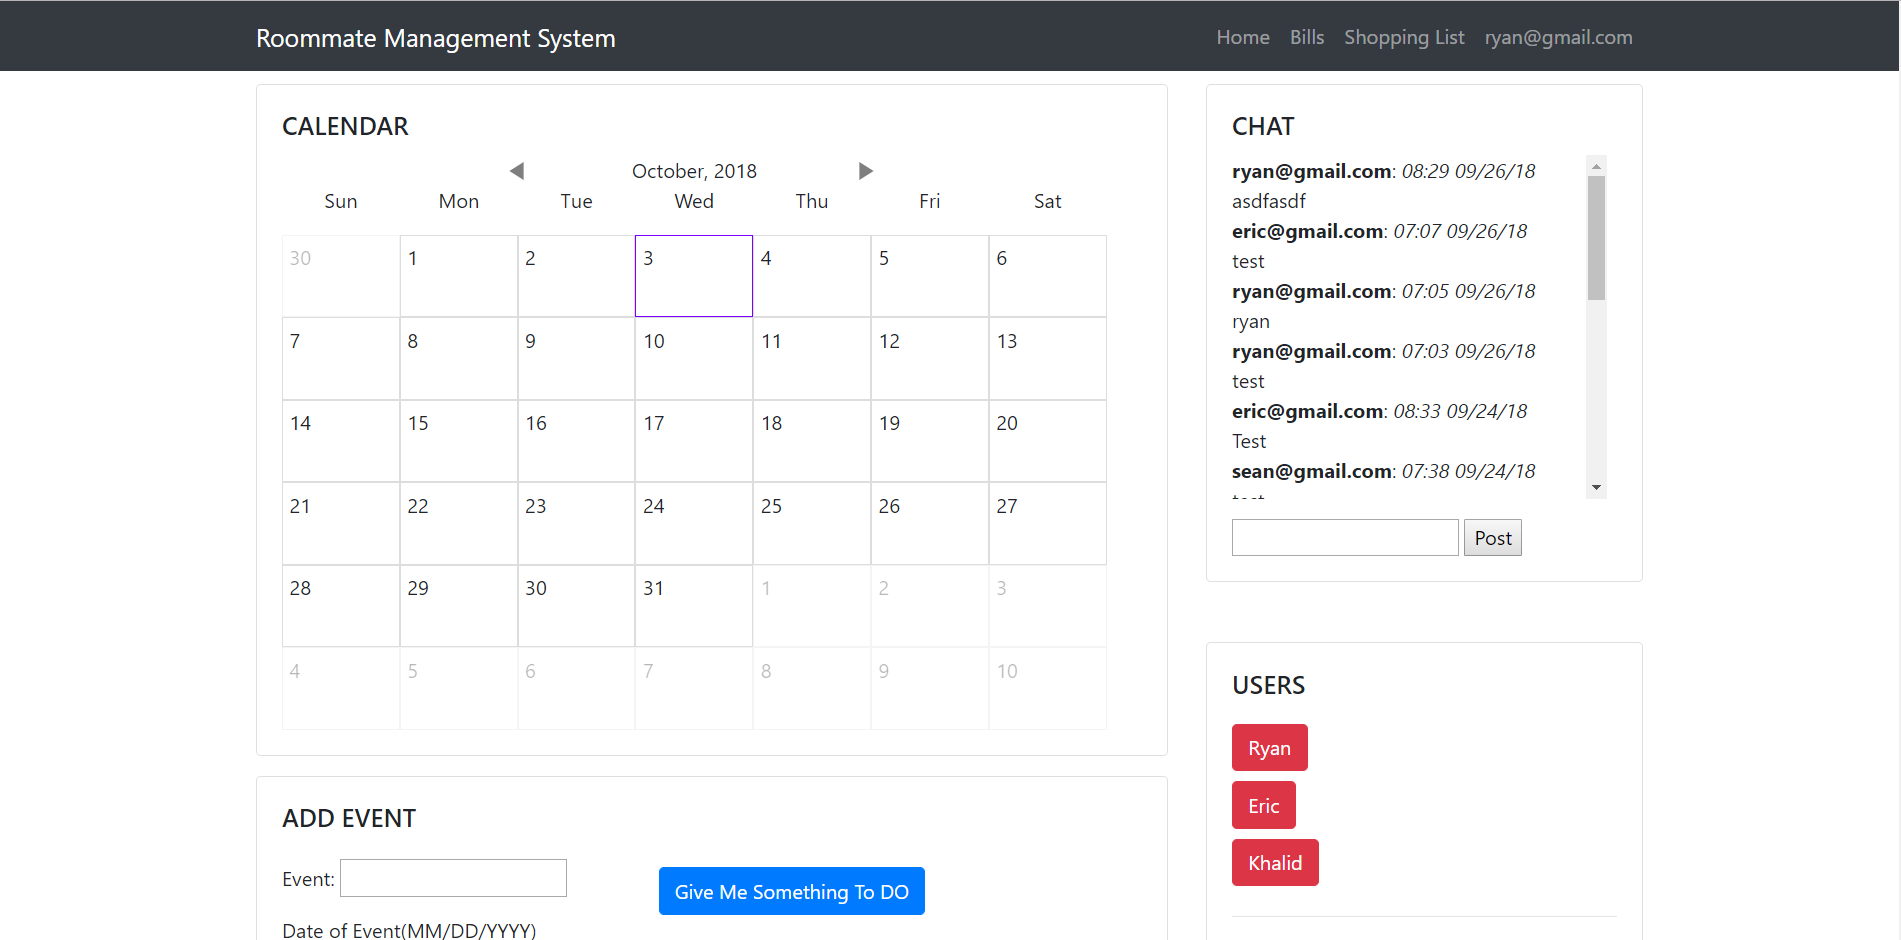 Roommate Management System
Home Bills Shopping List ryan@gmail.com
CALENDAR
October, 2018
Sun Mon Tue Wed Thu Fri Sat
30 1 2 3 4 5 6
7 8 9 10 11 12 13
14 15 16 17 18 19 20
21 22 23 24 25 26 27
28 29 30 31 1 2 3
4 5 6 7 8 9 10
ADD EVENT
Event:
Give Me Something To DO
Date of Event(MM/DD/YYYY)
CHAT
ryan@gmail.com: 08:29 09/26/18
asdfasdf
eric@gmail.com: 07:07 09/26/18
test
ryan@gmail.com: 07:05 09/26/18
ryan
ryan@gmail.com: 07:03 09/26/18
test
eric@gmail.com: 08:33 09/24/18
Test
sean@gmail.com: 07:38 09/24/18
Post
USERS
Ryan
Eric
Khalid